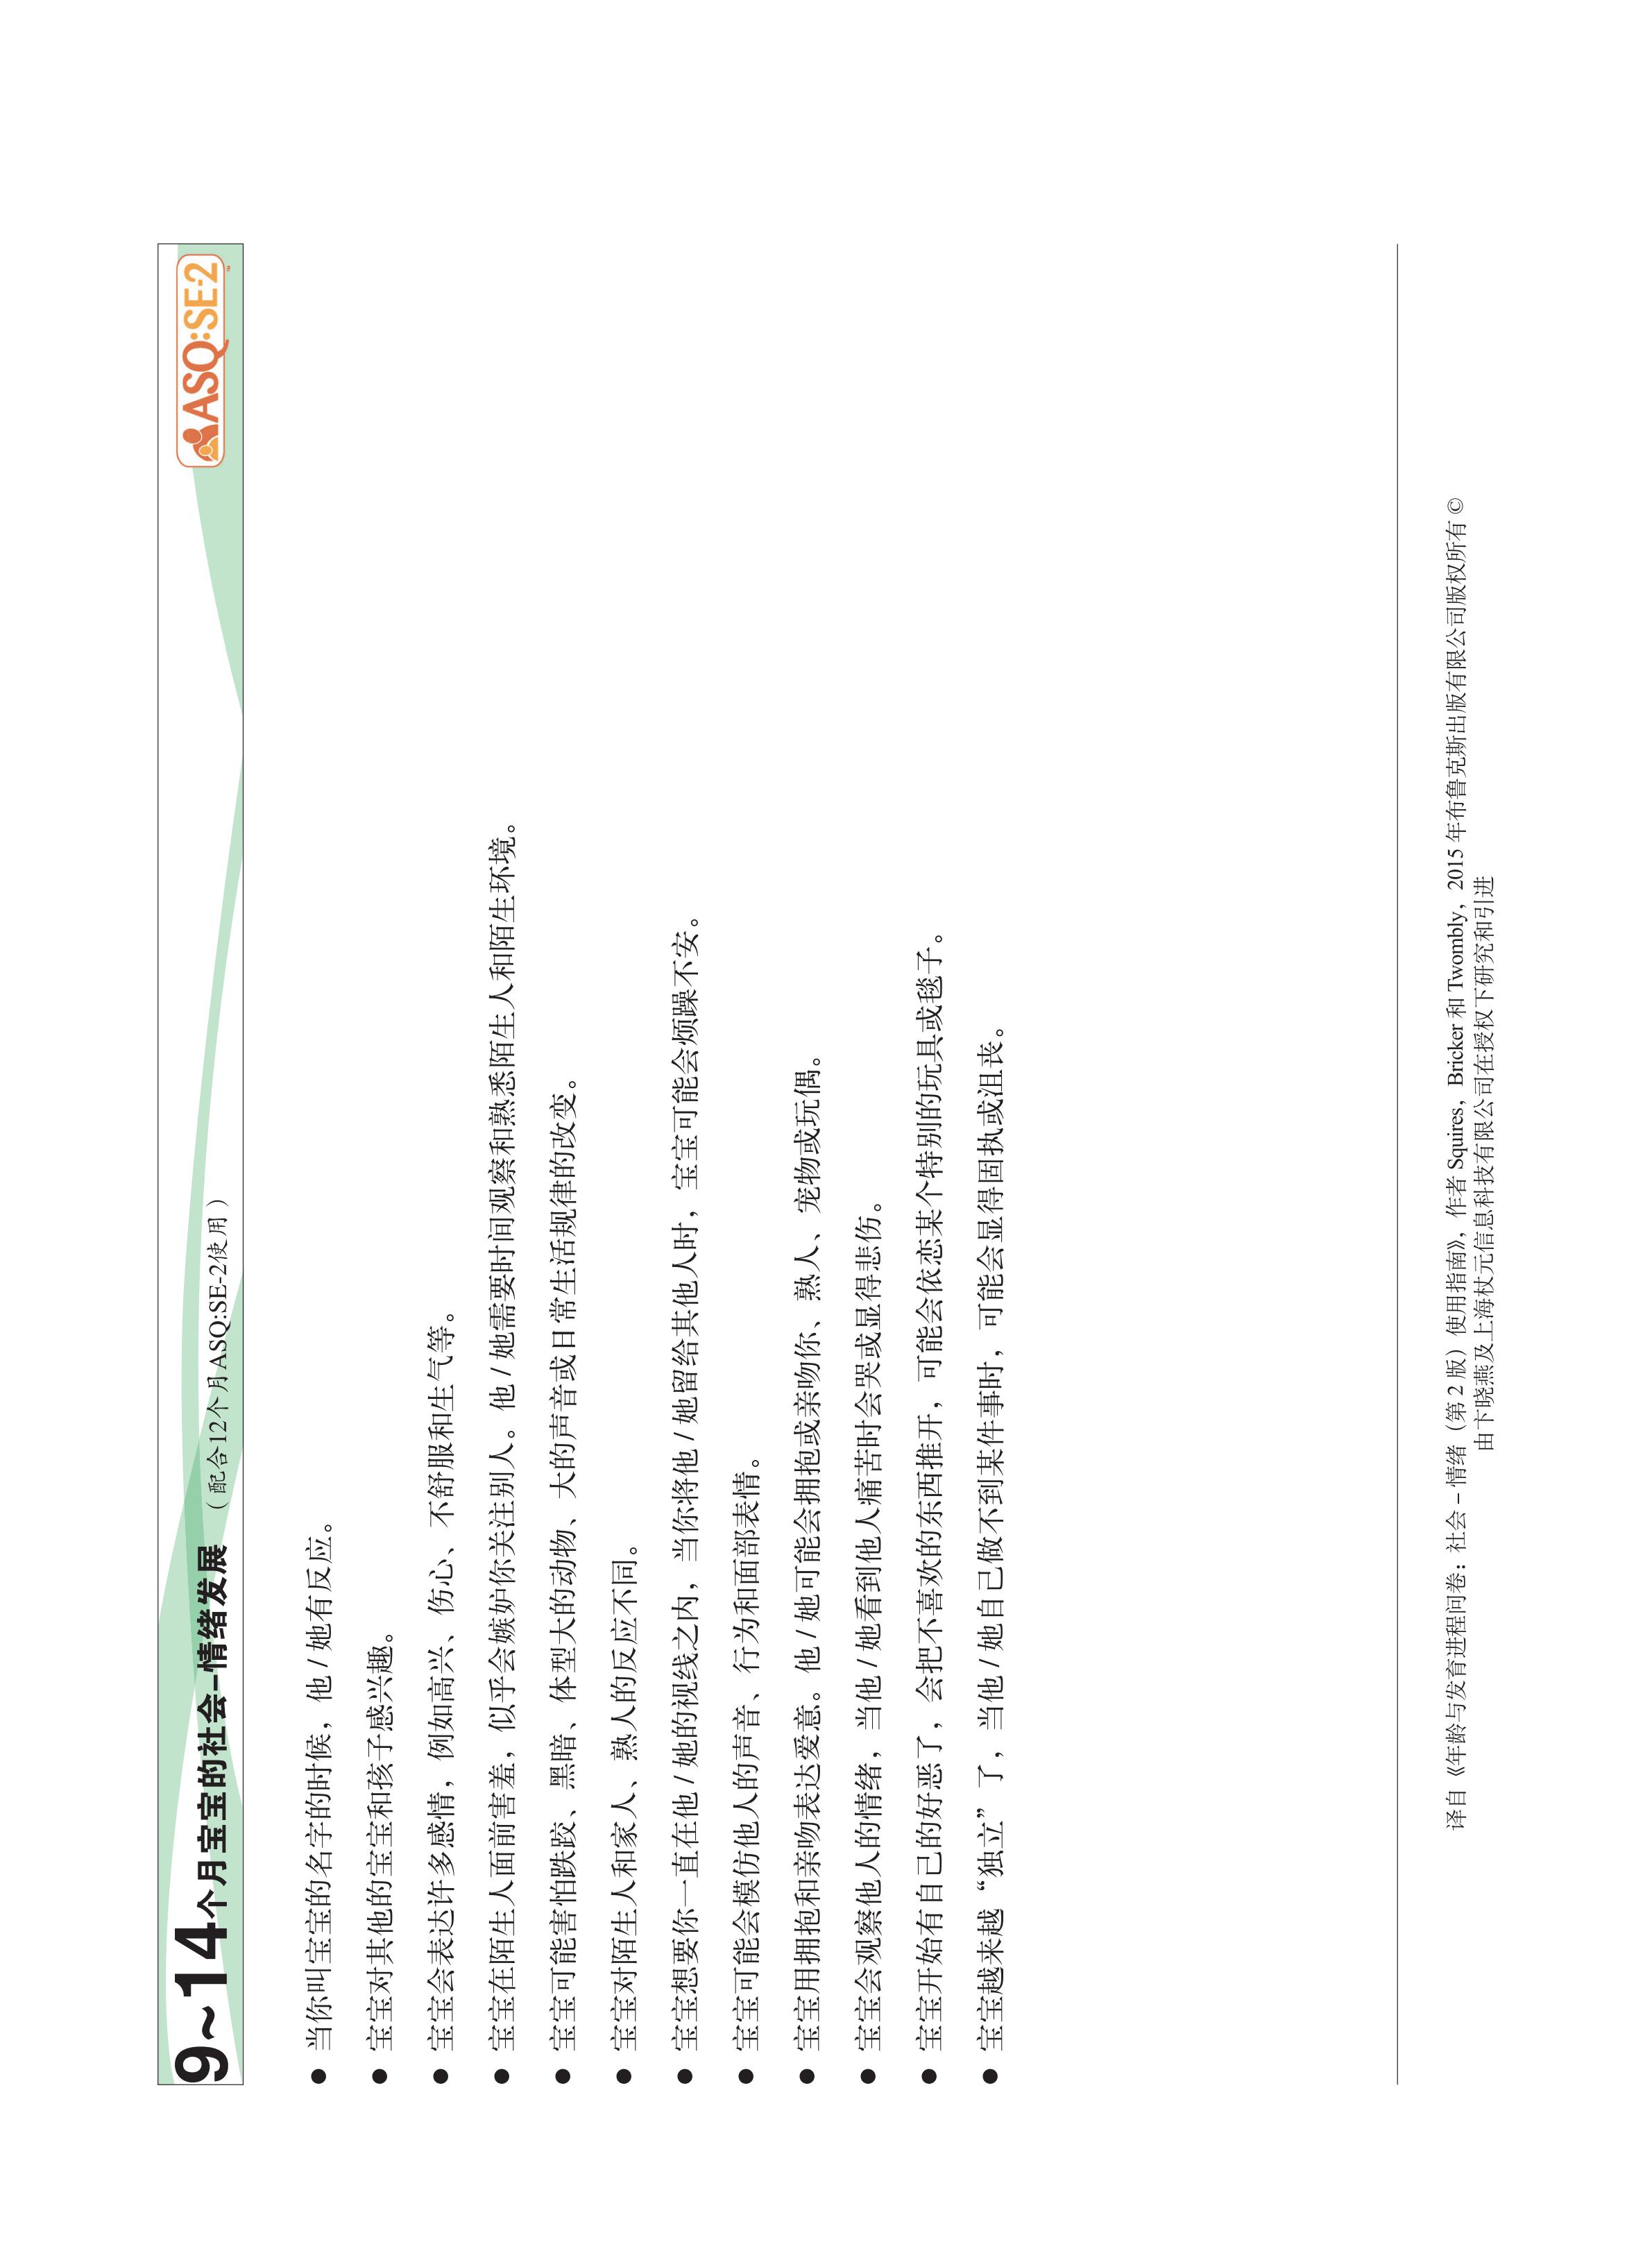 9~14个月宝宝的社会–情绪发展 （配合12个月ASQ:SE-2使用） ASQ:SE-2™
● 当你叫宝宝的名字的时候，他 / 她有反应。
● 宝宝对其他的宝宝和孩子感兴趣。
● 宝宝会表达许多感情，例如高兴、伤心、不舒服和生气等。
● 宝宝在陌生人面前害羞，似乎会嫉妒你关注别人。他 / 她需要时间观察和熟悉陌生人和陌生环境。
● 宝宝可能害怕跌跤、黑暗、体型大的动物、大的声音或日常生活规律的改变。
● 宝宝对陌生人和家人、熟人的反应不同。
● 宝宝想要你一直在他 / 她的视线之内，当你将他 / 她留给其他人时，宝宝可能会烦躁不安。
● 宝宝可能会模仿他人的声音、行为和面部表情。
● 宝宝用拥抱和亲吻表达爱意。他 / 她可能会拥抱或亲吻你、熟人、宠物或玩偶。
● 宝宝会观察他人的情绪，当他 / 她看到他人痛苦时会哭或显得悲伤。
● 宝宝开始有自己的好恶了，会把不喜欢的东西推开，可能会依恋某个特别的玩具或毯子。
● 宝宝越来越“独立”了，当他 / 她自己做不到某件事时，可能会显得固执或沮丧。
译自《年龄与发育进程问卷：社会 – 情绪（第 2 版）使用指南》，作者 Squires，Bricker 和 Twombly，2015 年布鲁克斯出版有限公司版权所有 ©
由卞晓燕及上海杖元信息科技有限公司在授权下研究和引进